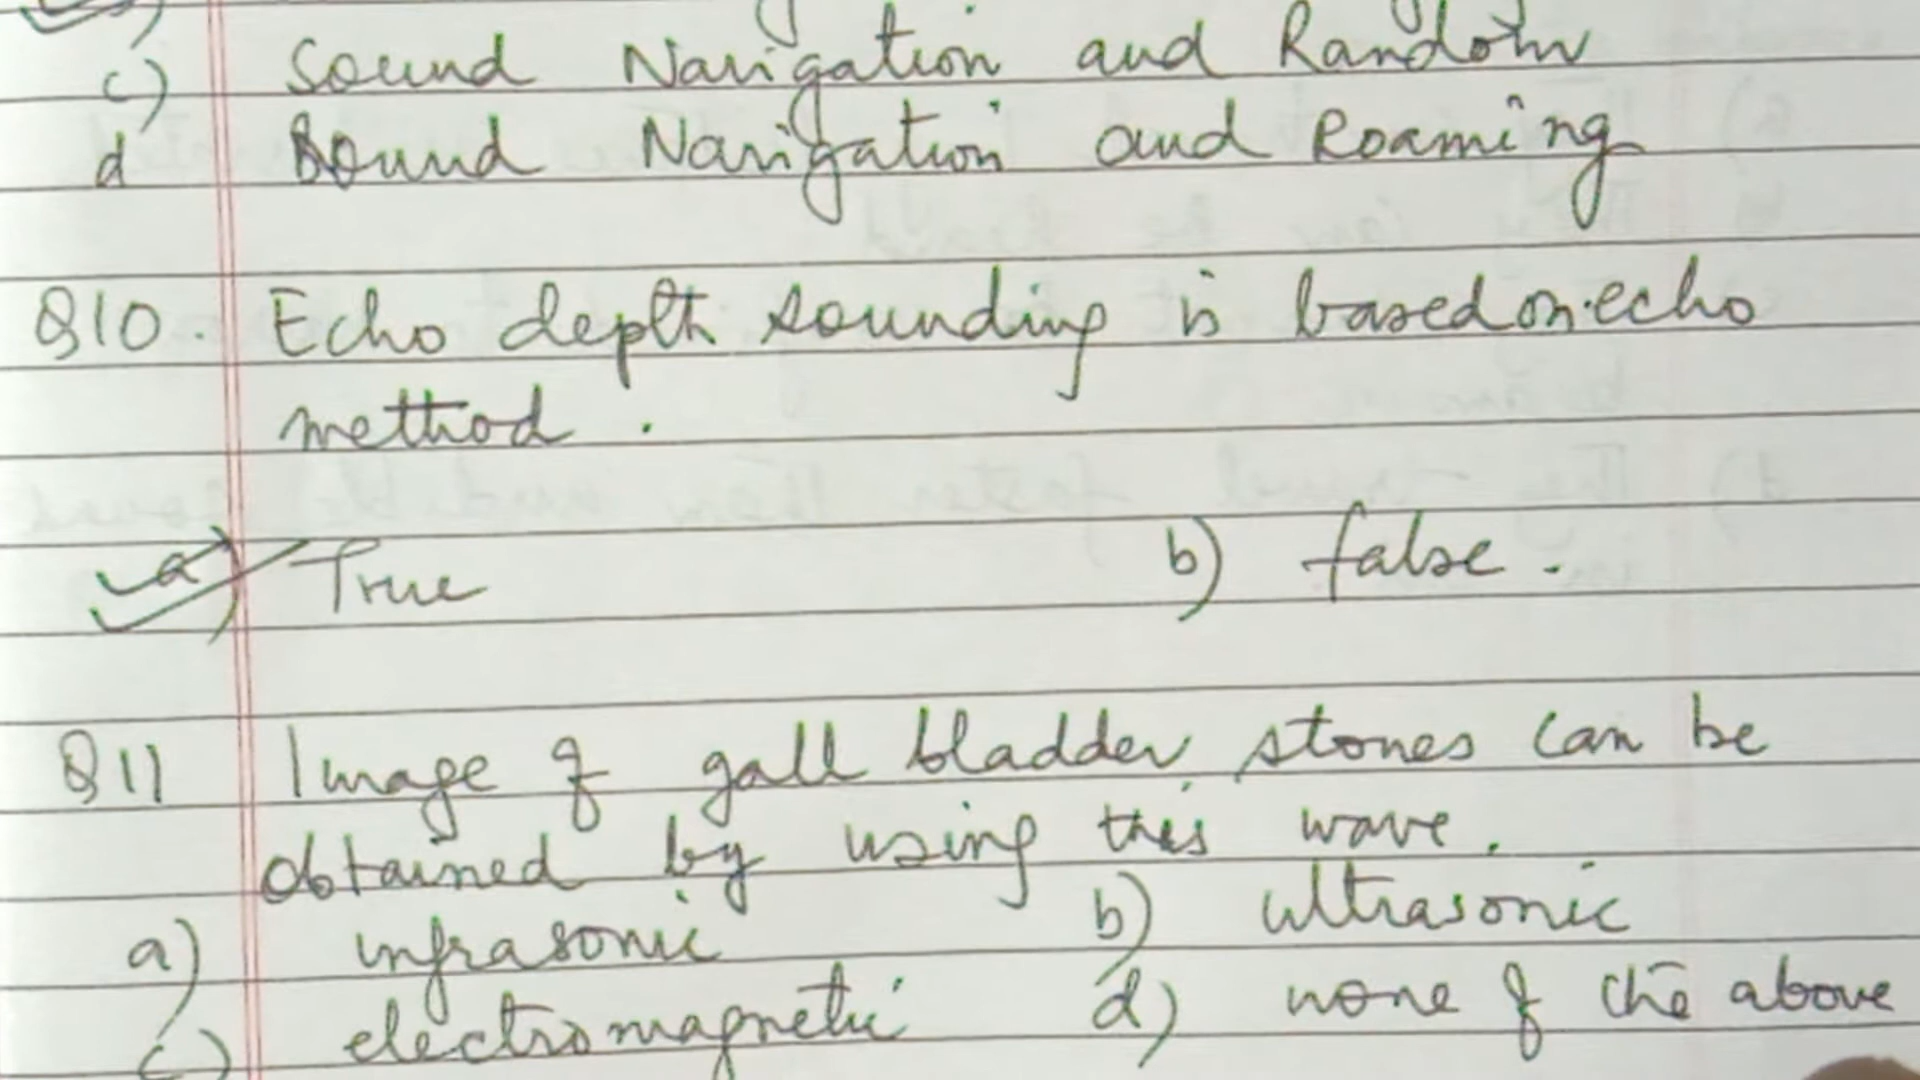 c) Sound Navigation and Random
d Bound Navigation and Roaming
Q10. Echo depth sounding is based on echo
method.
a) True b) false.
Q11 Image of gall bladder stones can be
obtained by using this wave.
a) infrasonic b) ultrasonic
c) electromagnetic d) none of the above